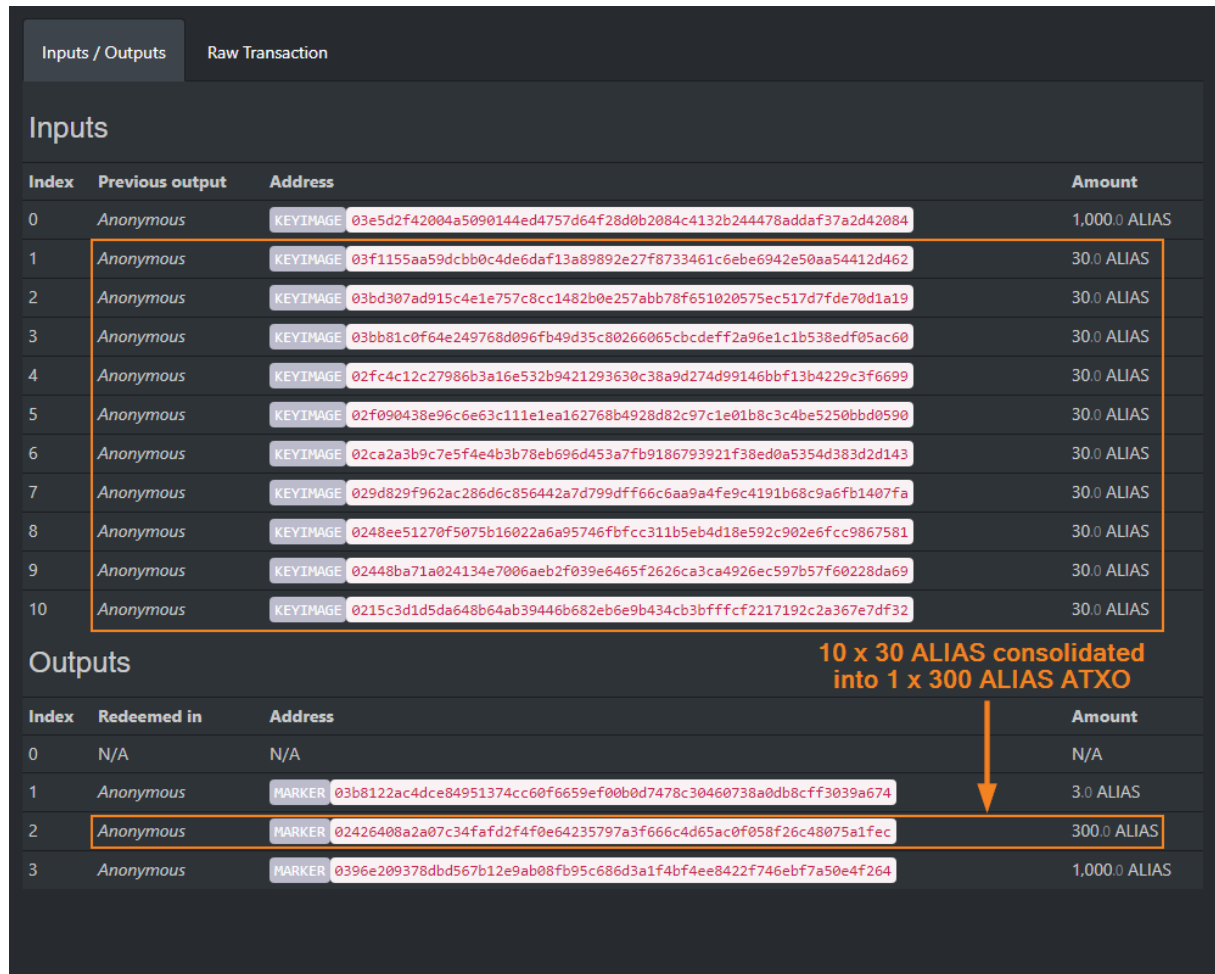 Inputs / Outputs Raw Transaction
Inputs
Index Previous output Address Amount
0 Anonymous KEYIMAGE 03e5d2f42004a5090144ed4757d64f28d0b2084c4132b244478addaf37a2d42084 1,000.0 ALIAS
1 Anonymous KEYIMAGE 03f1155aa59dcbb0c4de6daf13a89892e27f8733461c6ebe6942e50aa54412d462 30.0 ALIAS
2 Anonymous KEYIMAGE 03bd307ad915c4e1e757c8cc1482b0e257abb78f651020575ec517d7fde70d1a19 30.0 ALIAS
3 Anonymous KEYIMAGE 03bb81c0f64e249768d096fb49d35c80266065cbcdeff2a96e1c1b538edf05ac60 30.0 ALIAS
4 Anonymous KEYIMAGE 02fc4c12c27986b3a16e532b9421293630c38a9d274d99146bbf13b4229c3f6699 30.0 ALIAS
5 Anonymous KEYIMAGE 02f090438e96c6e63c111e1ea162768b4928d82c97c1e01b8c3c4be5250bbd0590 30.0 ALIAS
6 Anonymous KEYIMAGE 02ca2a3b9c7e5f4e4b3b78eb696d453a7fb9186793921f38ed0a5354d383d2d143 30.0 ALIAS
7 Anonymous KEYIMAGE 029d829f962ac286d6c856442a7d799dff66c6aa9a4fe9c4191b68c9a6fb1407fa 30.0 ALIAS
8 Anonymous KEYIMAGE 0248ee51270f5075b16022a6a95746fbfcc311b5eb4d18e592c902e6fcc9867581 30.0 ALIAS
9 Anonymous KEYIMAGE 02448ba71a024134e7006aeb2f039e6465f2626ca3ca4926ec597b57f60228da69 30.0 ALIAS
10 Anonymous KEYIMAGE 0215c3d1d5da648b64ab39446b682eb6e9b434cb3bfffcf2217192c2a367e7df32 30.0 ALIAS
Outputs
10 x 30 ALIAS consolidated
into 1 x 300 ALIAS ATXO
Index Redeemed in Address Amount
0 N/A N/A N/A
1 Anonymous MARKER 03b8122ac4dce84951374cc60f6659ef00b0d7478c30460738a0db8cff3039a674 3.0 ALIAS
2 Anonymous MARKER 02426408a2a07c34fafd2f4f0e64235797a3f666c4d65ac0f058f26c48075a1fec 300.0 ALIAS
3 Anonymous MARKER 0396e209378dbd567b12e9ab08fb95c686d3a1f4bf4ee8422f746ebf7a50e4f264 1,000.0 ALIAS